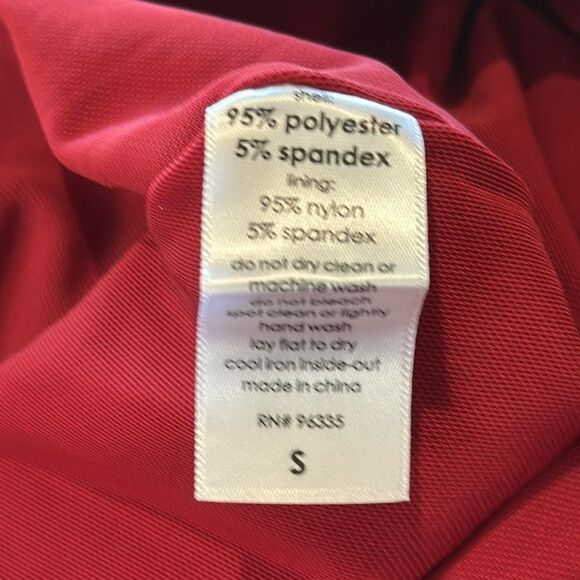 shell:
95% polyester
5% spandex
lining:
95% nylon
5% spandex
do not dry clean or
machine wash
do not bleach
spot clean or lightly
hand wash
lay flat to dry
cool iron inside-out
made in china
RN# 96335
S